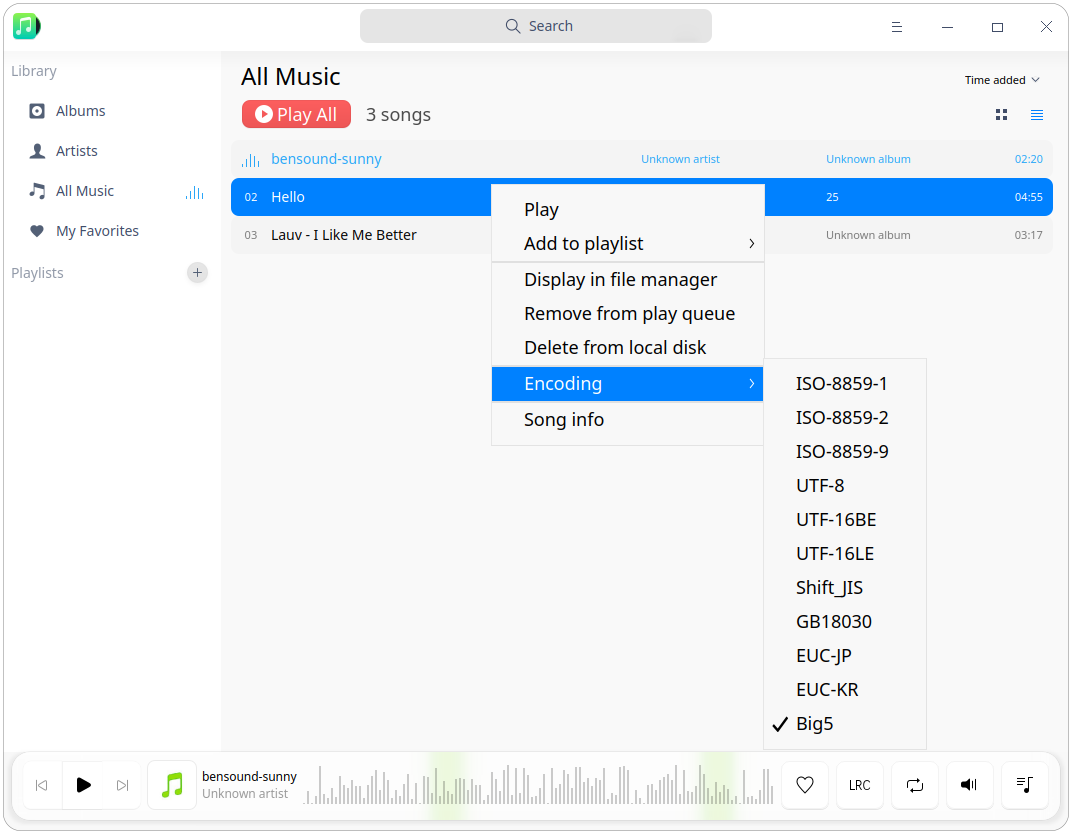 Search
Library
Albums
Artists
All Music
My Favorites
Playlists
All Music
Time added
Play All
3 songs
bensound-sunny Unknown artist Unknown album 02:20
02 Hello 25 04:55
03 Lauv - I Like Me Better Unknown album 03:17
Play
Add to playlist
Display in file manager
Remove from play queue
Delete from local disk
Encoding
Song info
ISO-8859-1
ISO-8859-2
ISO-8859-9
UTF-8
UTF-16BE
UTF-16LE
Shift_JIS
GB18030
EUC-JP
EUC-KR
Big5
bensound-sunny
Unknown artist
LRC